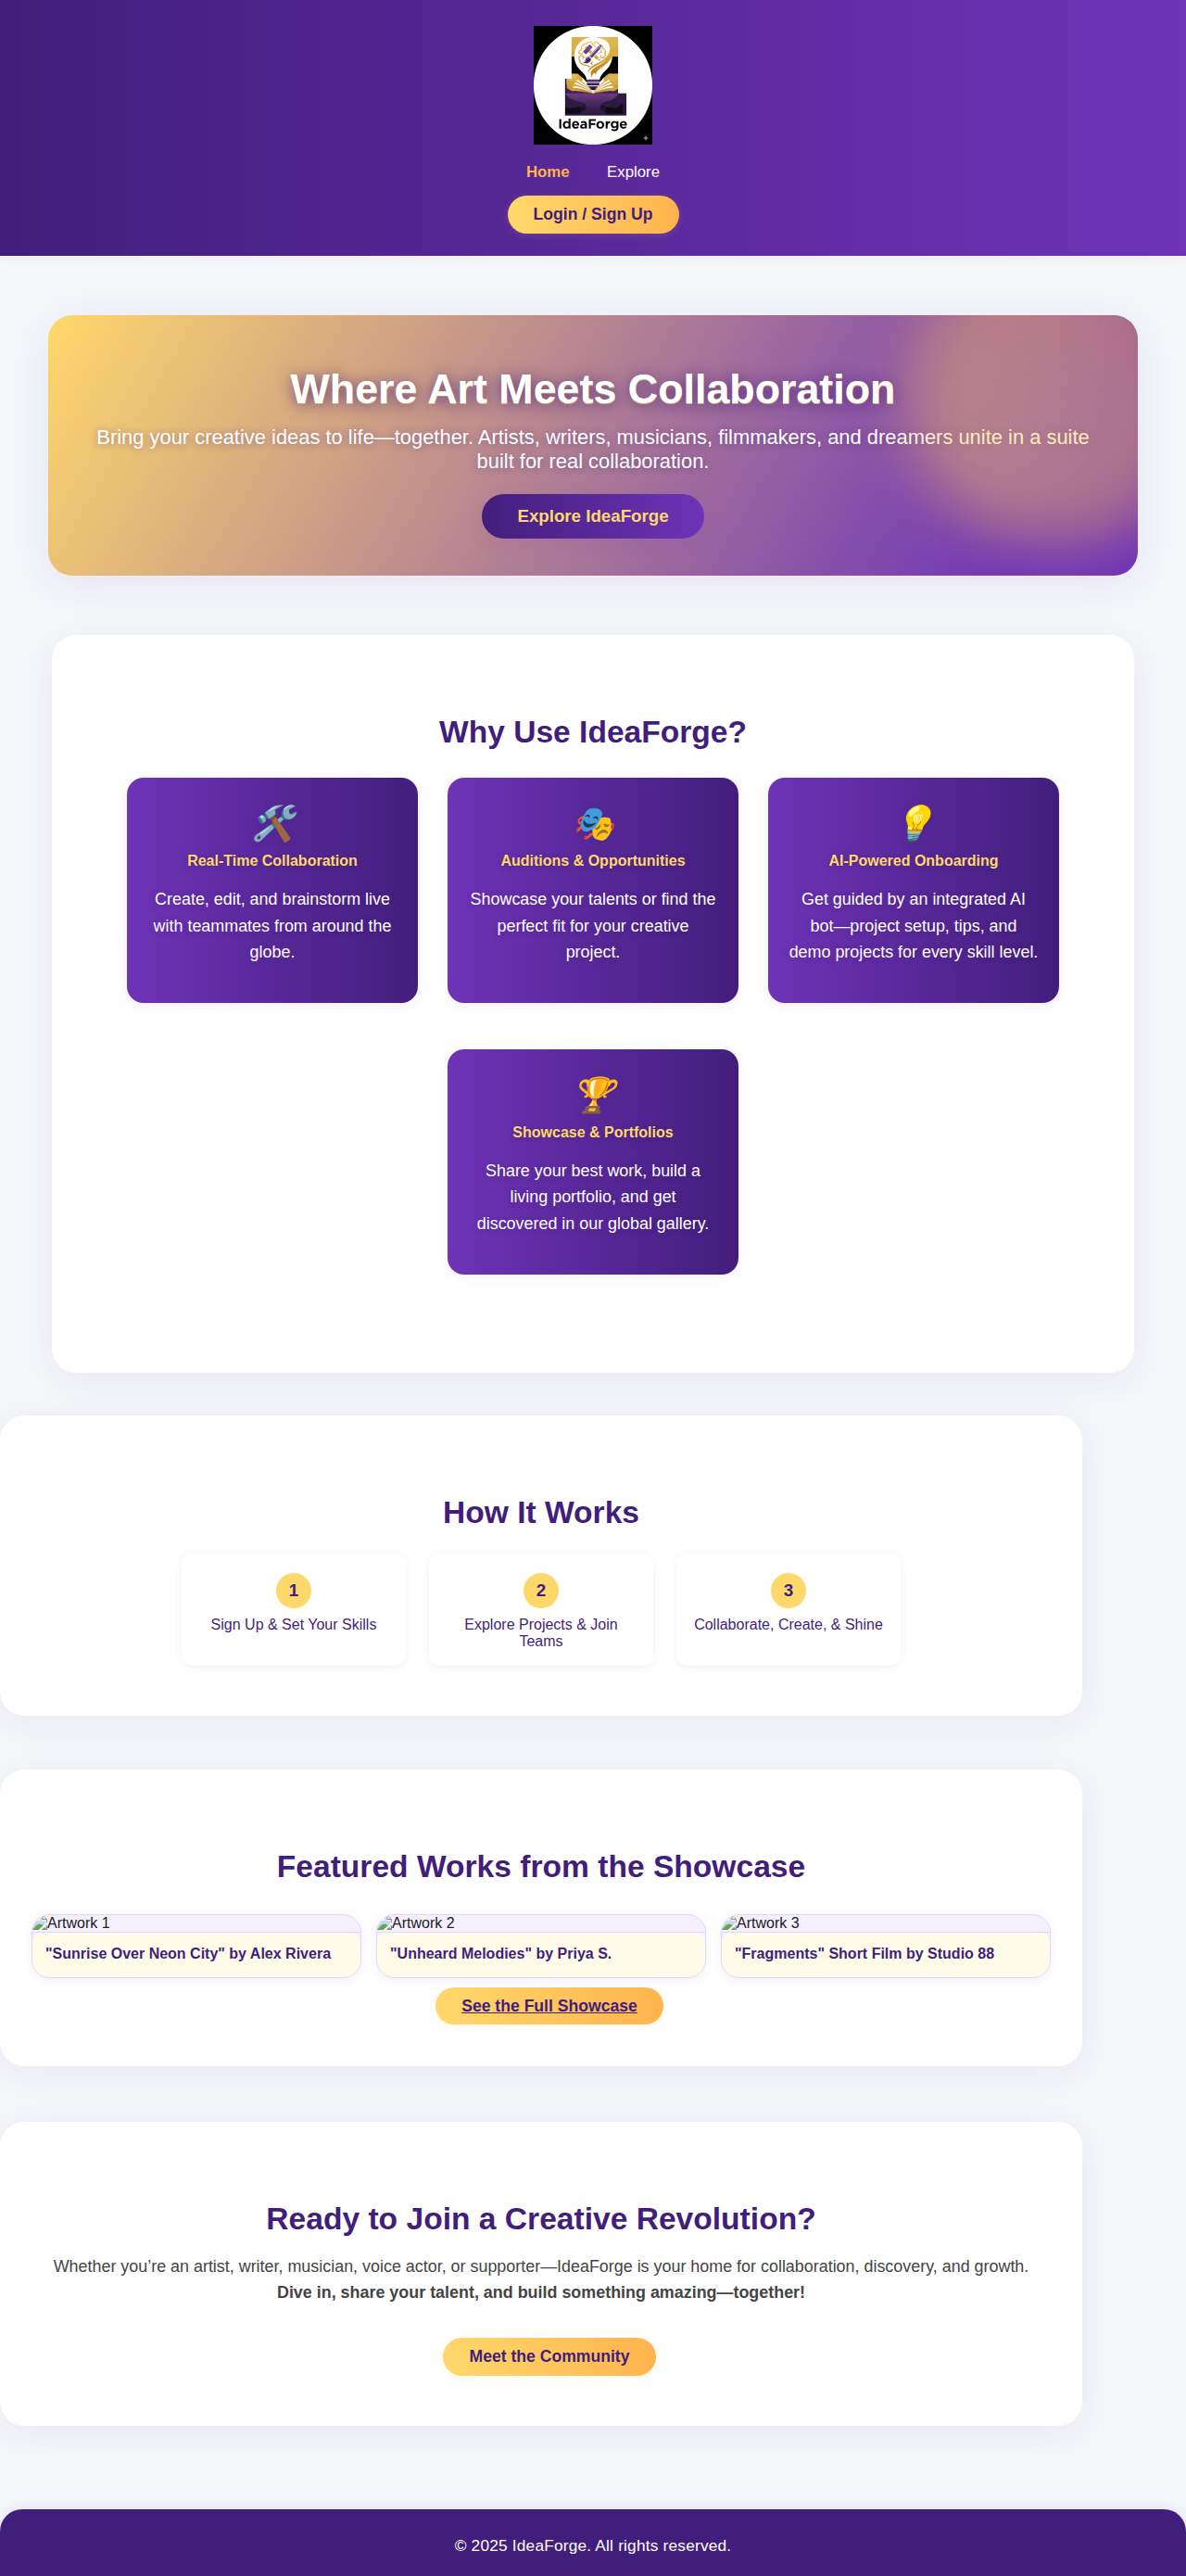 IdeaForge
Home
Explore
Login / Sign Up
Where Art Meets Collaboration
Bring your creative ideas to life—together. Artists, writers, musicians, filmmakers, and dreamers unite in a suite
built for real collaboration.
Explore IdeaForge
Why Use IdeaForge?
Real-Time Collaboration
Create, edit, and brainstorm live
with teammates from around the
globe.
Auditions & Opportunities
Showcase your talents or find the
perfect fit for your creative
project.
AI-Powered Onboarding
Get guided by an integrated AI
bot—project setup, tips, and
demo projects for every skill level.
Showcase & Portfolios
Share your best work, build a
living portfolio, and get
discovered in our global gallery.
How It Works
1
Sign Up & Set Your Skills
2
Explore Projects & Join
Teams
3
Collaborate, Create, & Shine
Featured Works from the Showcase
Artwork 1
"Sunrise Over Neon City" by Alex Rivera
Artwork 2
"Unheard Melodies" by Priya S.
Artwork 3
"Fragments" Short Film by Studio 88
See the Full Showcase
Ready to Join a Creative Revolution?
Whether you’re an artist, writer, musician, voice actor, or supporter—IdeaForge is your home for collaboration, discovery, and growth.
Dive in, share your talent, and build something amazing—together!
Meet the Community
© 2025 IdeaForge. All rights reserved.